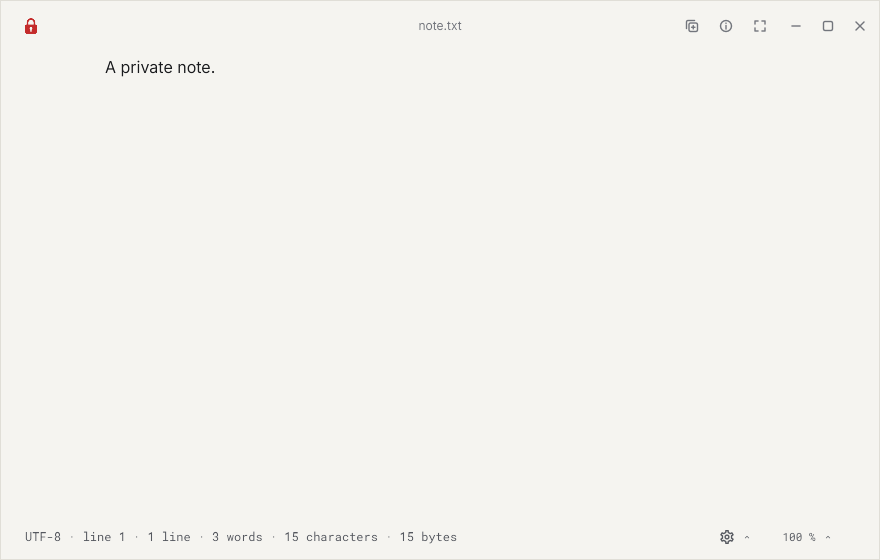 note.txt
A private note.
UTF-8 · line 1 · 1 line · 3 words · 15 characters · 15 bytes
100 %